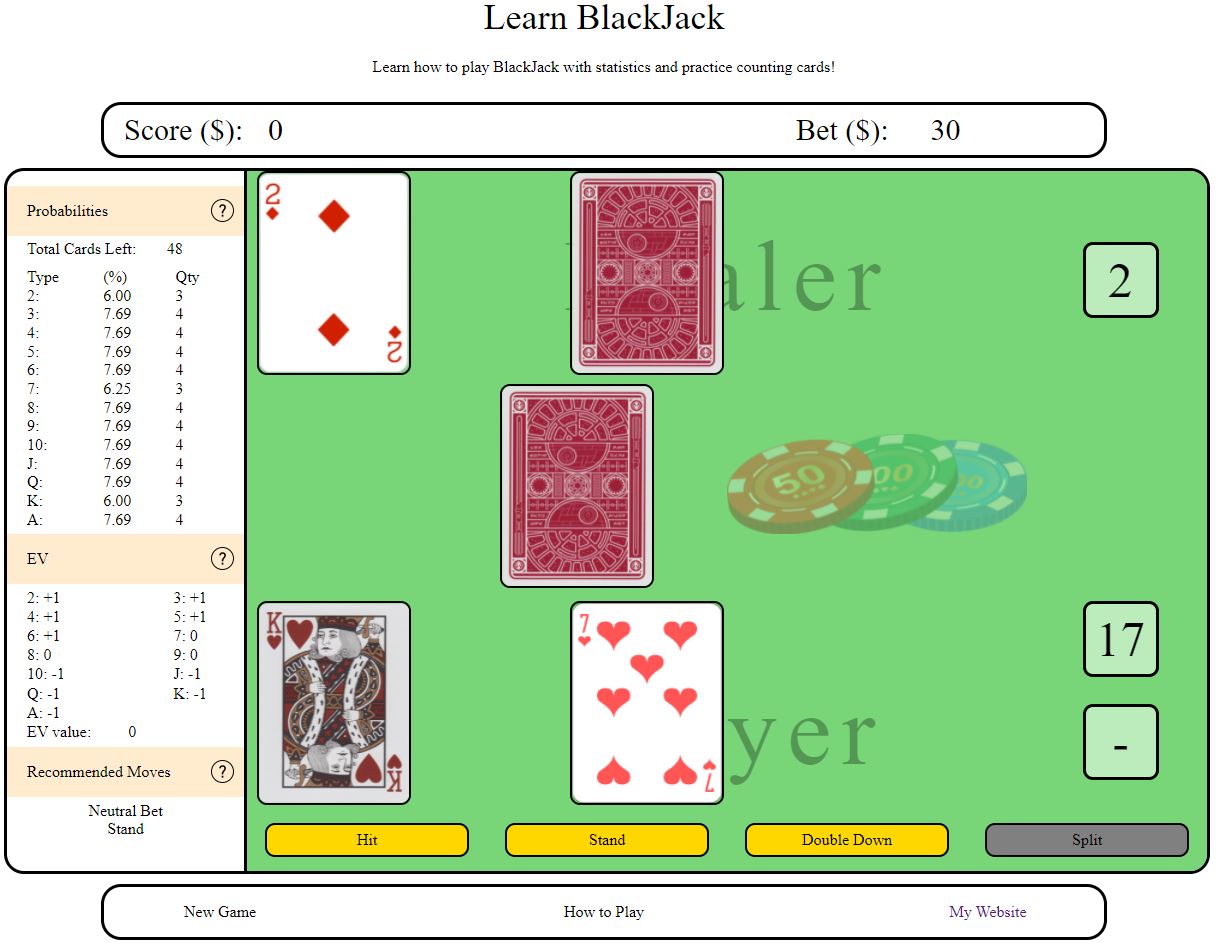 Learn BlackJack
Learn how to play BlackJack with statistics and practice counting cards!
Score ($): 0 Bet ($): 30
Probabilities ?
Total Cards Left: 48
Type (%) Qty
2: 6.00 3
3: 7.69 4
4: 7.69 4
5: 7.69 4
6: 7.69 4
7: 6.25 3
8: 7.69 4
9: 7.69 4
10: 7.69 4
J: 7.69 4
Q: 7.69 4
K: 6.00 3
A: 7.69 4
EV ?
2: +1 3: +1
4: +1 5: +1
6: +1 7: 0
8: 0 9: 0
10: -1 J: -1
Q: -1 K: -1
A: -1
EV value: 0
Recommended Moves ?
Neutral Bet
Stand
2
2
2
50
K
K
7
7
17
-
Hit Stand Double Down Split
New Game How to Play My Website